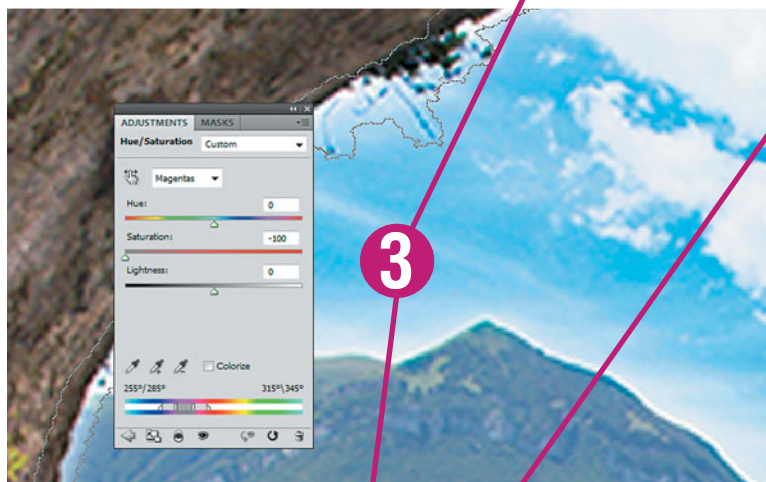 ADJUSTMENTS MASKS
Hue/Saturation Custom
Magentas
Hue: 0
Saturation: -100
Lightness: 0
Colorize
255°/285° 315°\345°
3